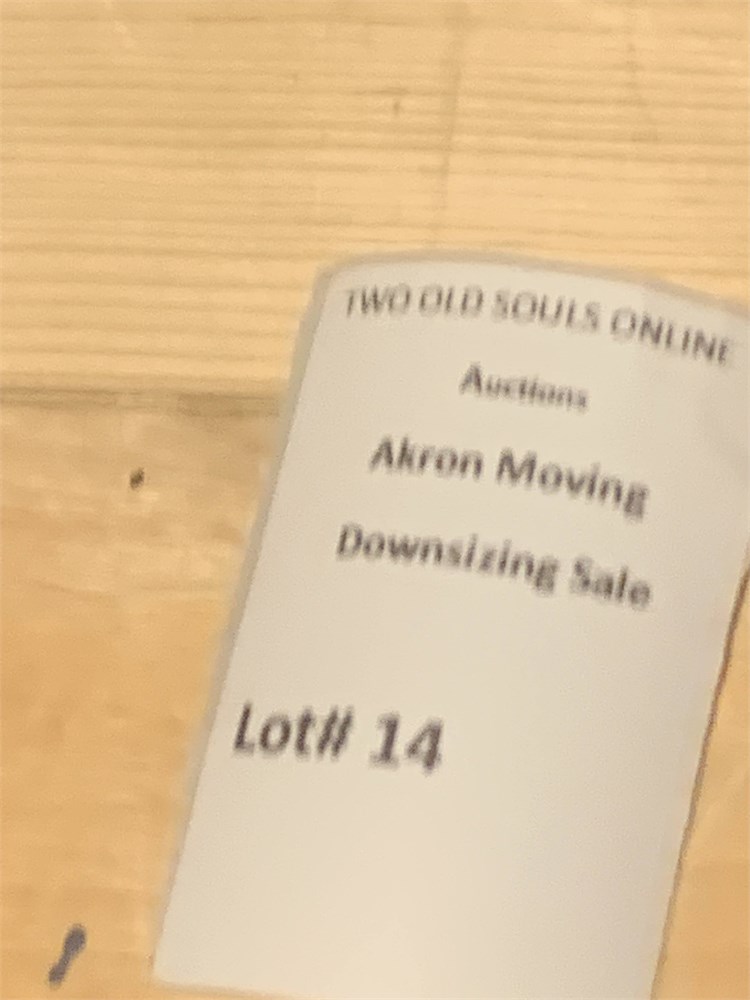 TWO OLD SOULS ONLINE
Auctions
Akron Moving
Downsizing Sale
Lot# 14